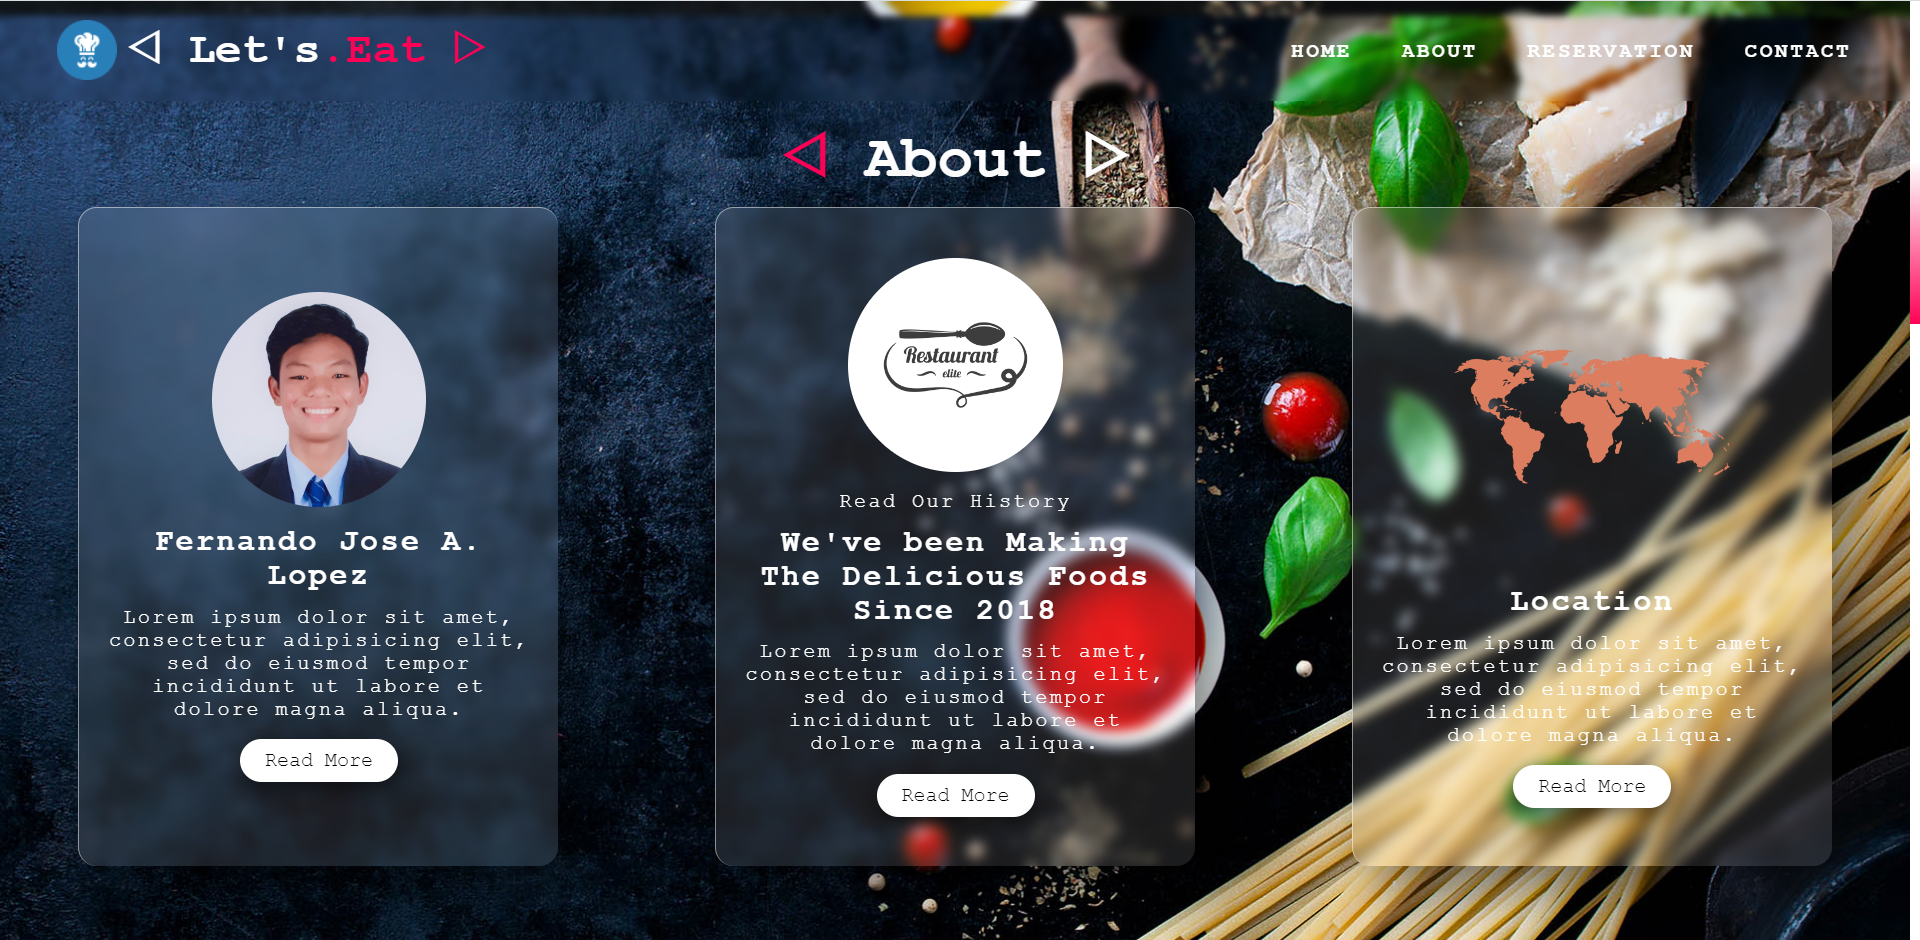 Let's.Eat
HOME ABOUT RESERVATION CONTACT
About
Fernando Jose A.
Lopez
Lorem ipsum dolor sit amet,
consectetur adipisicing elit,
sed do eiusmod tempor
incididunt ut labore et
dolore magna aliqua.
Read More
Restaurant
elite
Read Our History
We've been Making
The Delicious Foods
Since 2018
Lorem ipsum dolor sit amet,
consectetur adipisicing elit,
sed do eiusmod tempor
incididunt ut labore et
dolore magna aliqua.
Read More
Location
Lorem ipsum dolor sit amet,
consectetur adipisicing elit,
sed do eiusmod tempor
incididunt ut labore et
dolore magna aliqua.
Read More